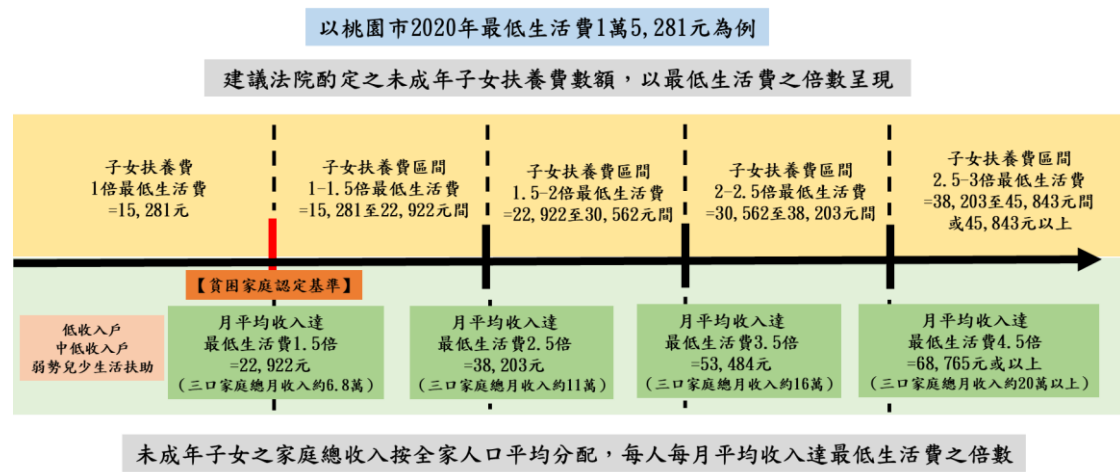 以桃園市2020年最低生活費1萬5,281元為例
建議法院酌定之未成年子女扶養費數額，以最低生活費之倍數呈現
子女扶養費
1倍最低生活費
=15,281元
子女扶養費區間
1-1.5倍最低生活費
=15,281至22,922元間
子女扶養費區間
1.5-2倍最低生活費
=22,922至30,562元間
子女扶養費區間
2-2.5倍最低生活費
=30,562至38,203元間
子女扶養費區間
2.5-3倍最低生活費
=38,203至45,843元間
或45,843元以上
【貧困家庭認定基準】
低收入戶
中低收入戶
弱勢兒少生活扶助
月平均收入達
最低生活費1.5倍
=22,922元
(三口家庭總月收入約6.8萬)
月平均收入達
最低生活費2.5倍
=38,203元
(三口家庭總月收入約11萬)
月平均收入達
最低生活費3.5倍
=53,484元
(三口家庭總月收入約16萬)
月平均收入達
最低生活費4.5倍
=68,765元或以上
(三口家庭總月收入約20萬以上)
未成年子女之家庭總收入按全家人口平均分配，每人每月平均收入達最低生活費之倍數